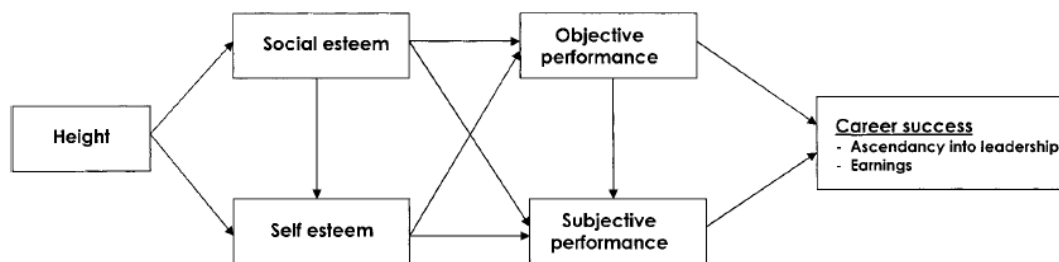 Height
Social esteem
Self esteem
Objective
performance
Subjective
performance
Career success
- Ascendancy into leadership
- Earnings